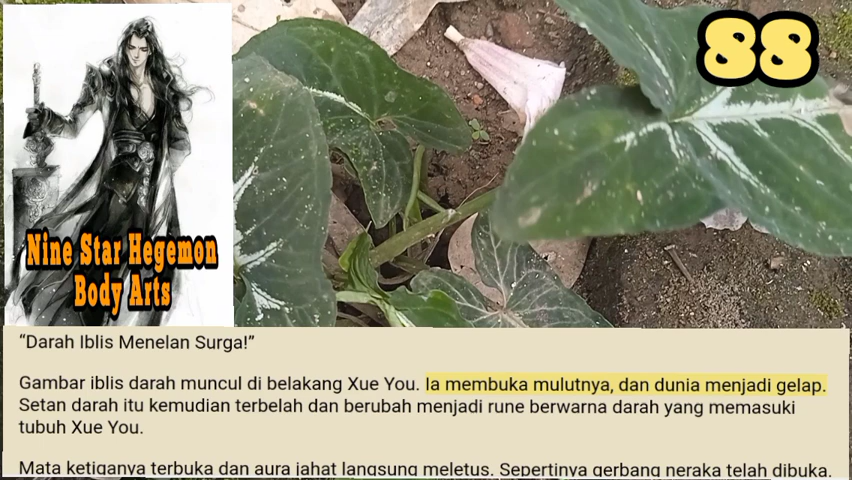 88
Nine Star Hegemon
Body Arts
“Darah Iblis Menelan Surga!”
Gambar iblis darah muncul di belakang Xue You. Ia membuka mulutnya, dan dunia menjadi gelap.
Setan darah itu kemudian terbelah dan berubah menjadi rune berwarna darah yang memasuki
tubuh Xue You.
Mata ketiganya terbuka dan aura jahat langsung meletus. Sepertinya gerbang neraka telah dibuka.